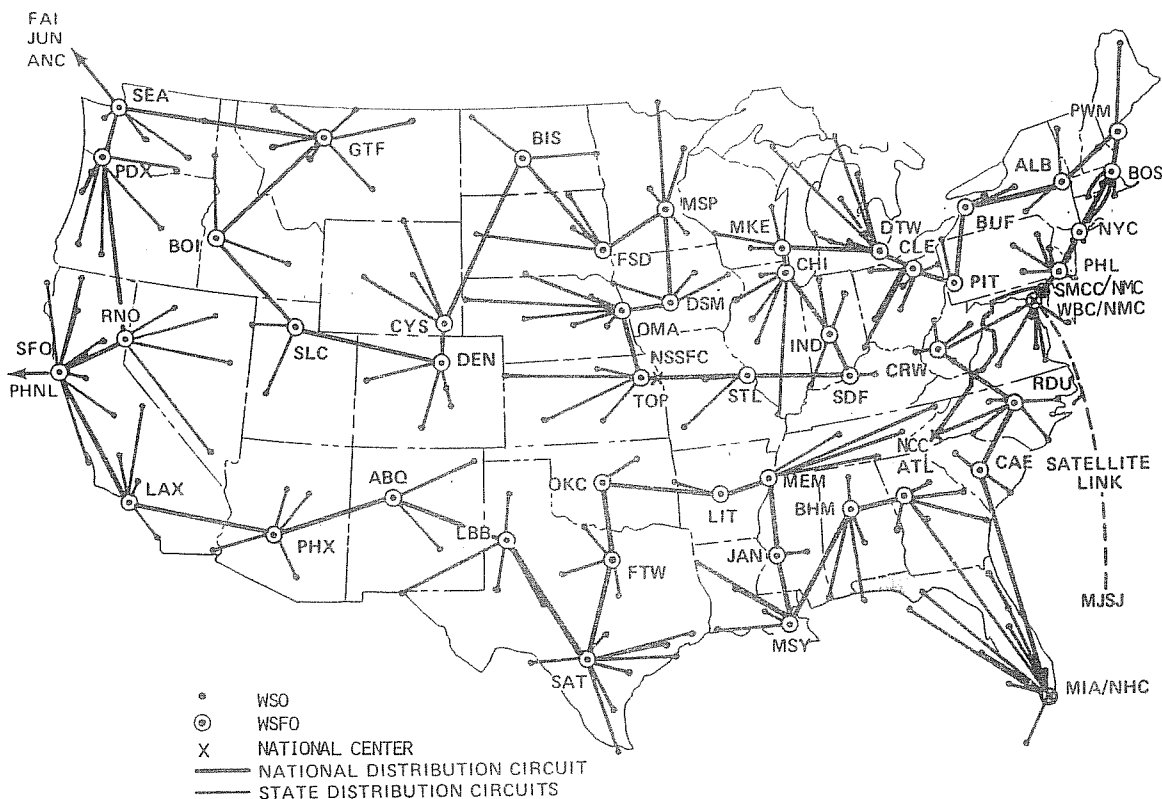 FAI
JUN
ANC
SEA
PDX
GTF
BOI
BIS
MSP
FSD
MKE
CHI
DTW
CLE
BUF
ALB
PWM
BOS
NYC
PHL
PIT
SMCC/NMC
WBC/NMC
RNO
SFO
PHNL
SLC
CYS
DEN
OMA
DSM
NSSFC
TOP
STL
IND
SDF
CRW
RDU
NCC
ATL
CAE
SATELLITE
LINK
LAX
PHX
ABQ
LBB
OKC
LIT
MEM
BHM
JAN
FTW
MSY
SAT
MJSJ
MIA/NHC
WSO
WSFO
X NATIONAL CENTER
NATIONAL DISTRIBUTION CIRCUIT
STATE DISTRIBUTION CIRCUITS